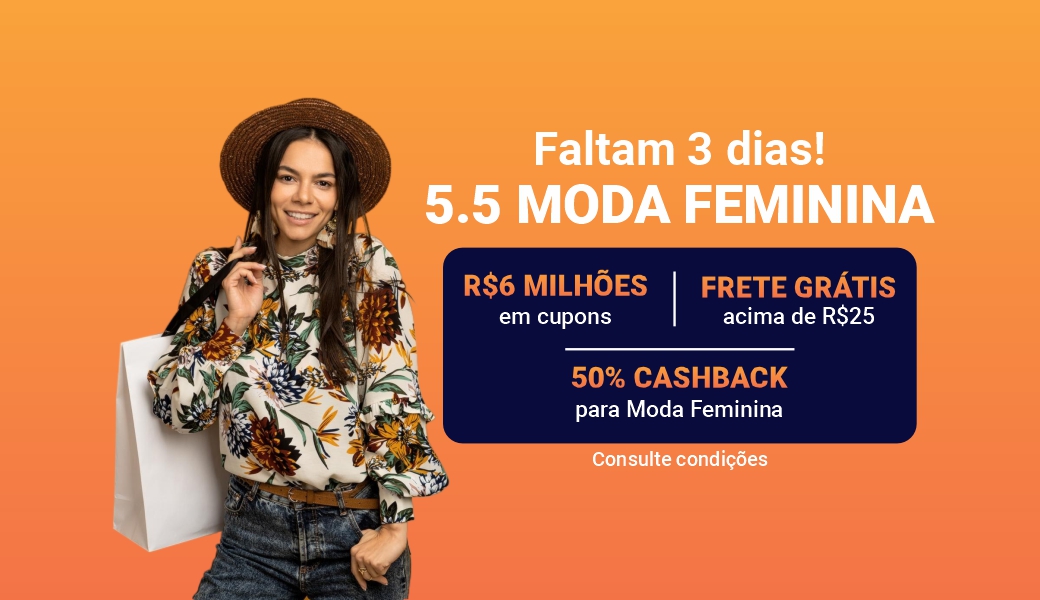 Faltam 3 dias!
5.5 MODA FEMININA
R$6 MILHÕES
em cupons
FRETE GRÁTIS
acima de R$25
50% CASHBACK
para Moda Feminina
Consulte condições